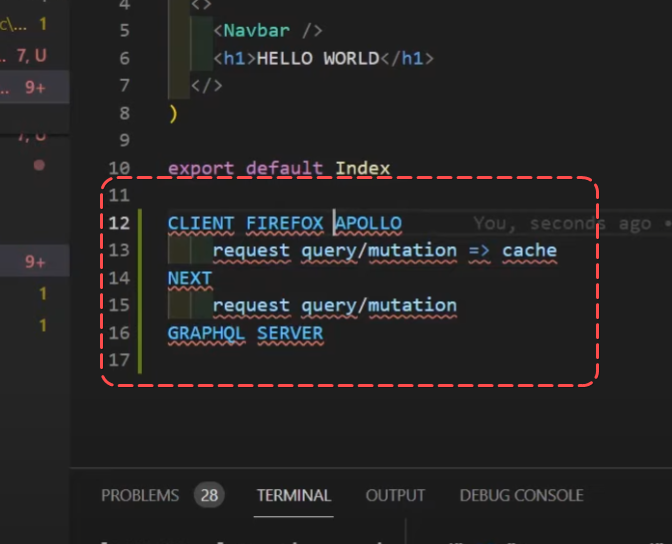 c\... 1
4 <>
5 <Navbar />
.. 7, U
6 <h1>HELLO WORLD</h1>
.. 9+
7 </>
8 )
9
7, U
10 export default Index
11
12 CLIENT FIREFOX APOLLO You, seconds ago •
13 request query/mutation => cache
9+
14 NEXT
1
15 request query/mutation
1
16 GRAPHQL SERVER
17
PROBLEMS 28 TERMINAL OUTPUT DEBUG CONSOLE